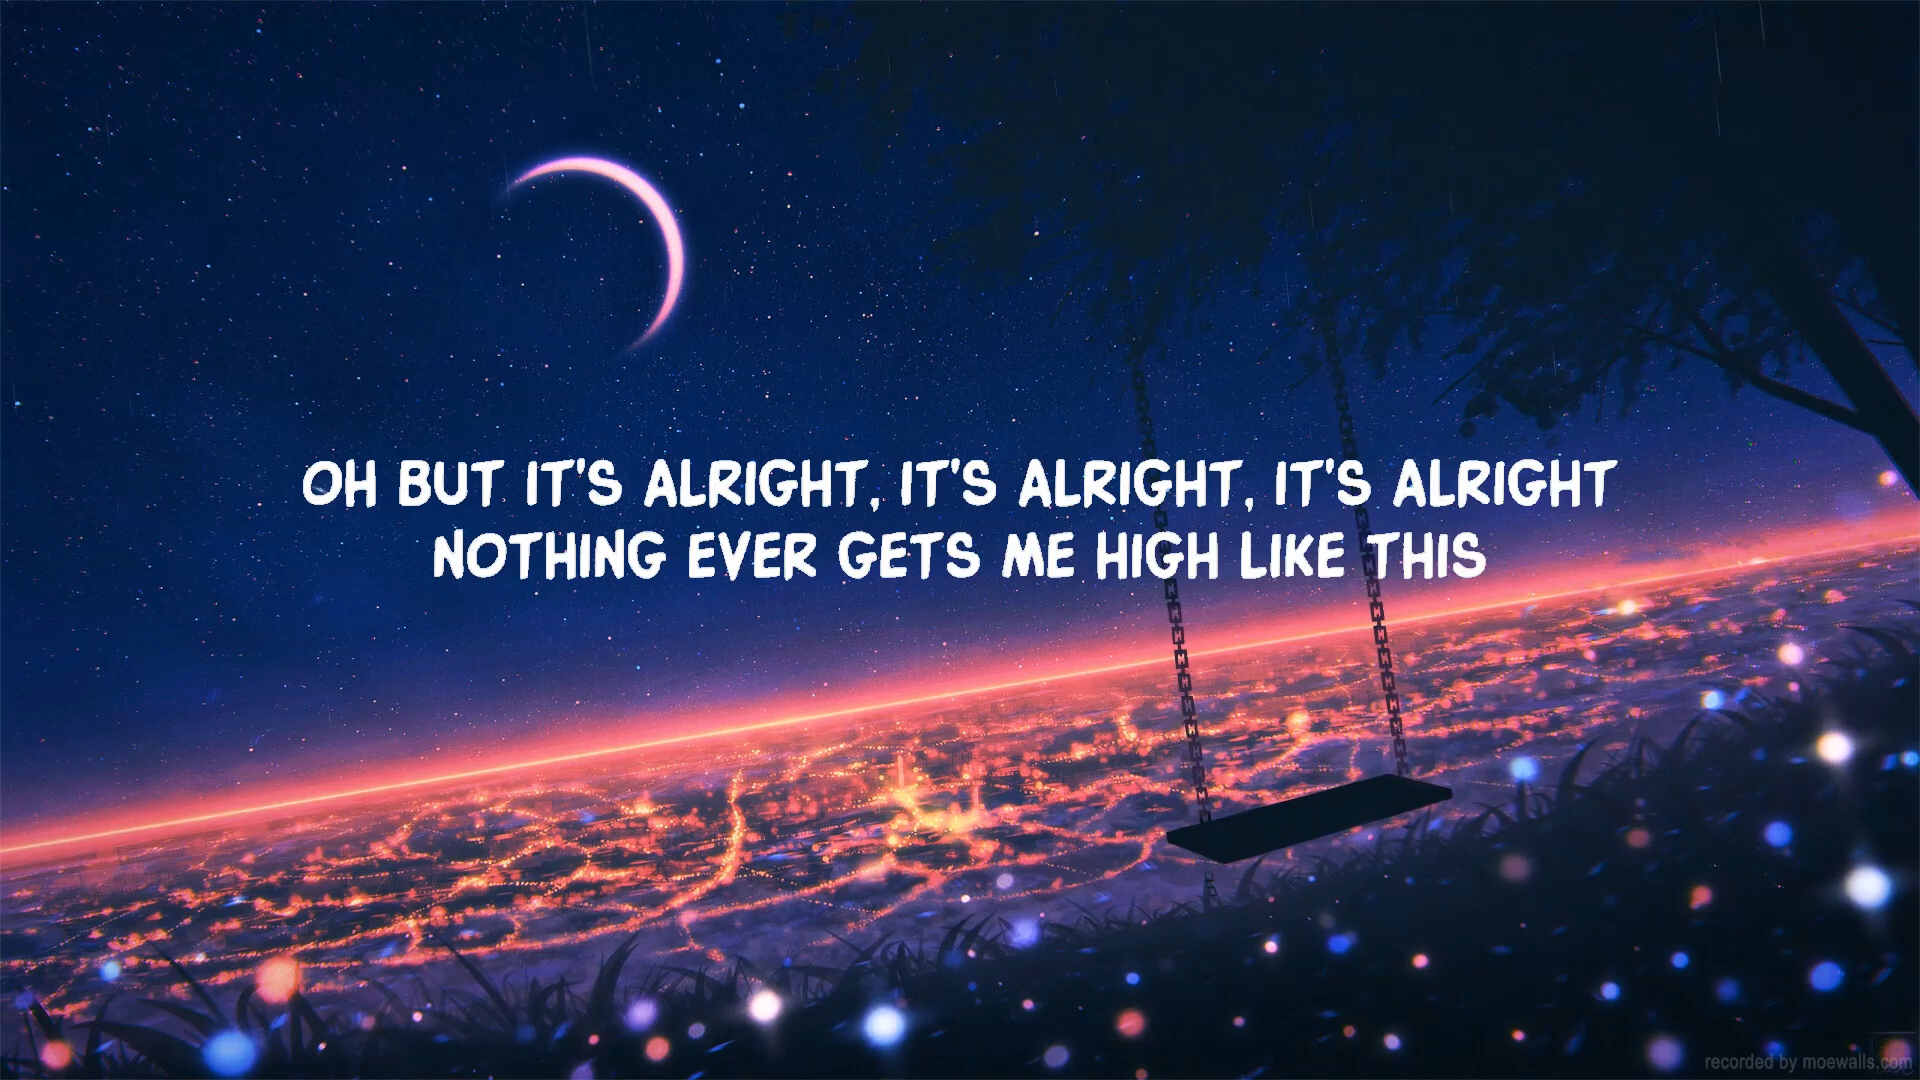 OH BUT IT'S ALRIGHT, IT'S ALRIGHT, IT'S ALRIGHT
NOTHING EVER GETS ME HIGH LIKE THIS
recorded by moewalls.com